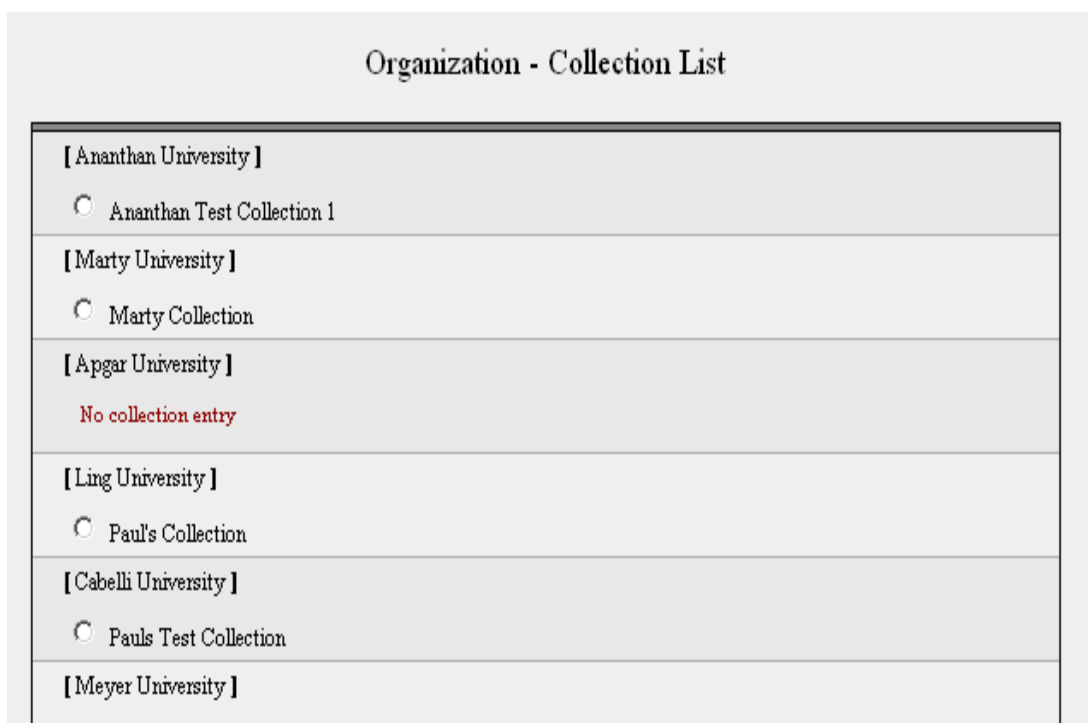 Organization - Collection List
[ Ananthan University ]
Ananthan Test Collection 1
[ Marty University ]
Marty Collection
[ Apgar University ]
No collection entry
[ Ling University ]
Paul's Collection
[ Cabelli University ]
Pauls Test Collection
[ Meyer University ]